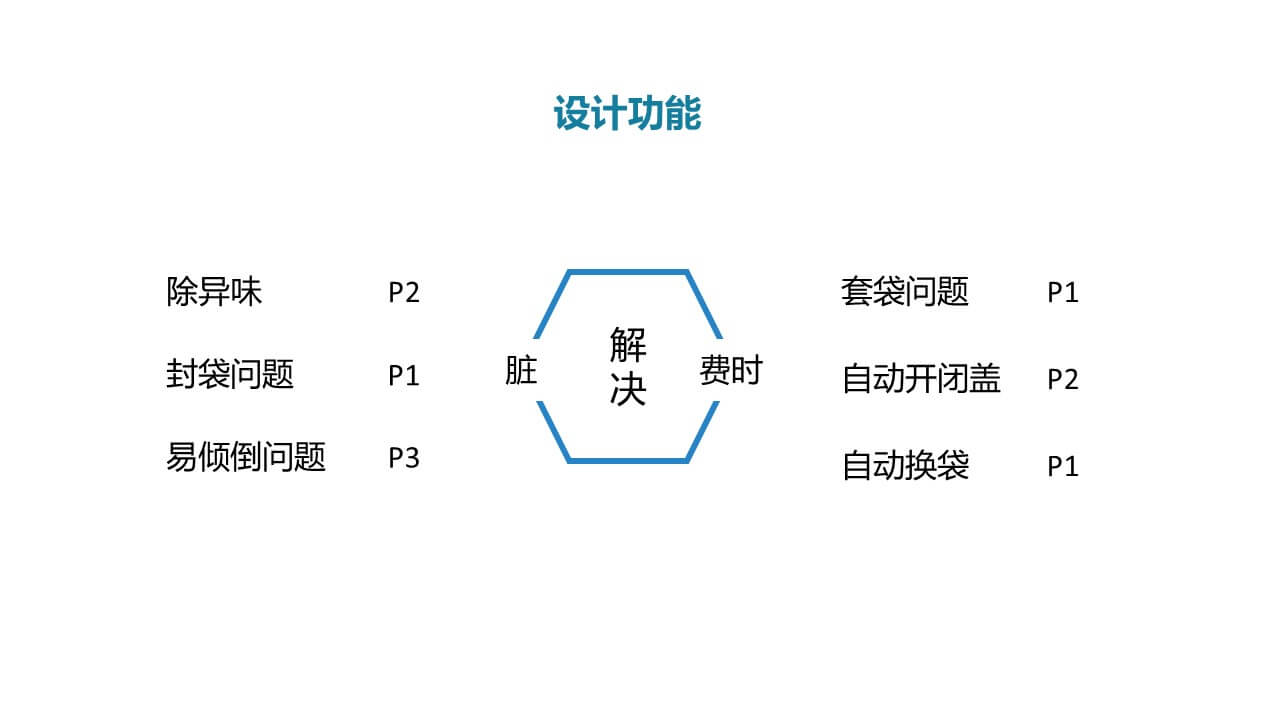 设计功能
除异味 P2
封袋问题 P1
易倾倒问题 P3
脏
解
决
费时
套袋问题 P1
自动开闭盖 P2
自动换袋 P1